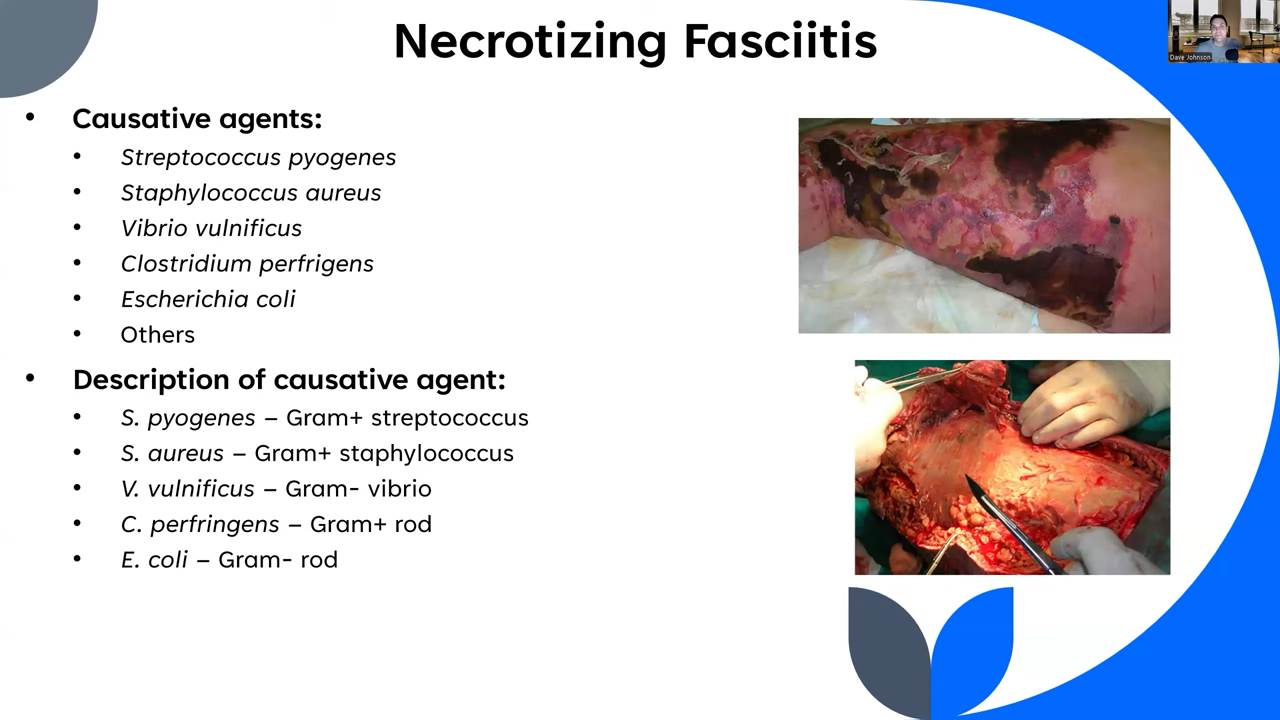 Necrotizing Fasciitis
Dave Johnson
• Causative agents:
• Streptococcus pyogenes
• Staphylococcus aureus
• Vibrio vulnificus
• Clostridium perfrigens
• Escherichia coli
• Others
• Description of causative agent:
• S. pyogenes – Gram+ streptococcus
• S. aureus – Gram+ staphylococcus
• V. vulnificus – Gram- vibrio
• C. perfringens – Gram+ rod
• E. coli – Gram- rod